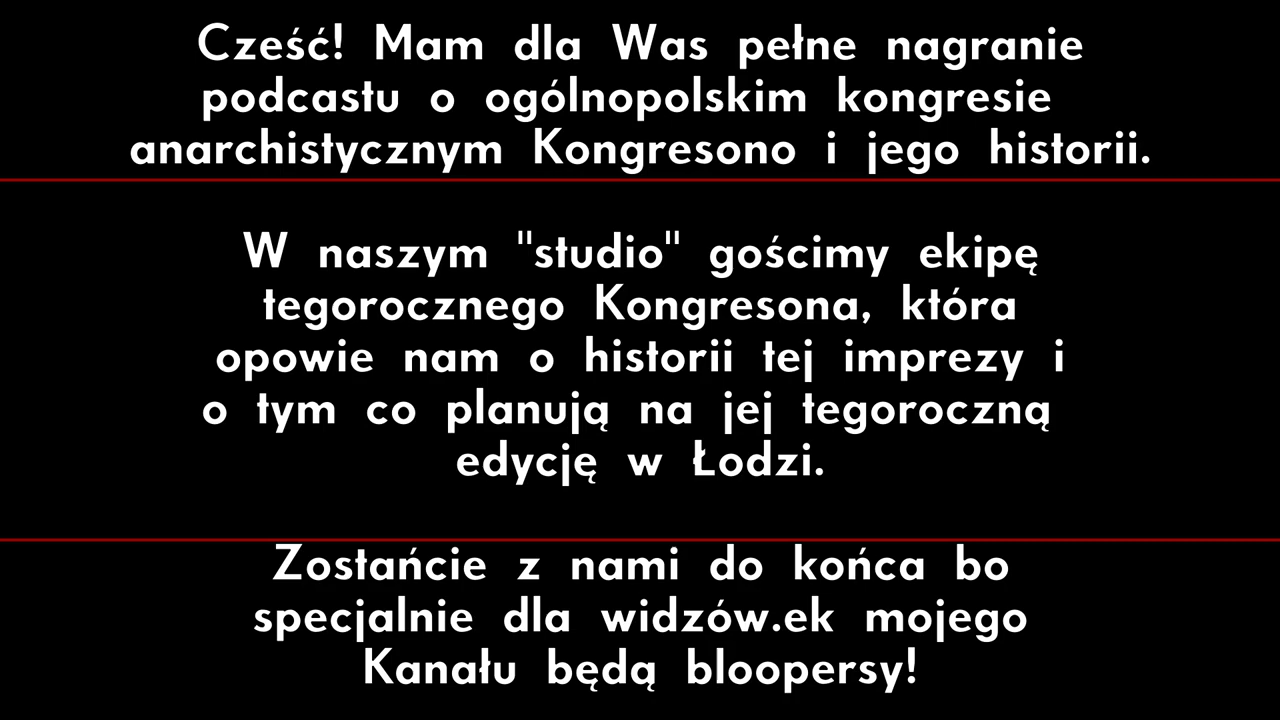 Cześć! Mam dla Was pełne nagranie
podcastu o ogólnopolskim kongresie
anarchistycznym Kongresono i jego historii.
W naszym "studio" gościmy ekipę
tegorocznego Kongresona, która
opowie nam o historii tej imprezy i
o tym co planują na jej tegoroczną
edycję w Łodzi.
Zostańcie z nami do końca bo
specjalnie dla widzów.ek mojego
Kanału będą bloopersy!